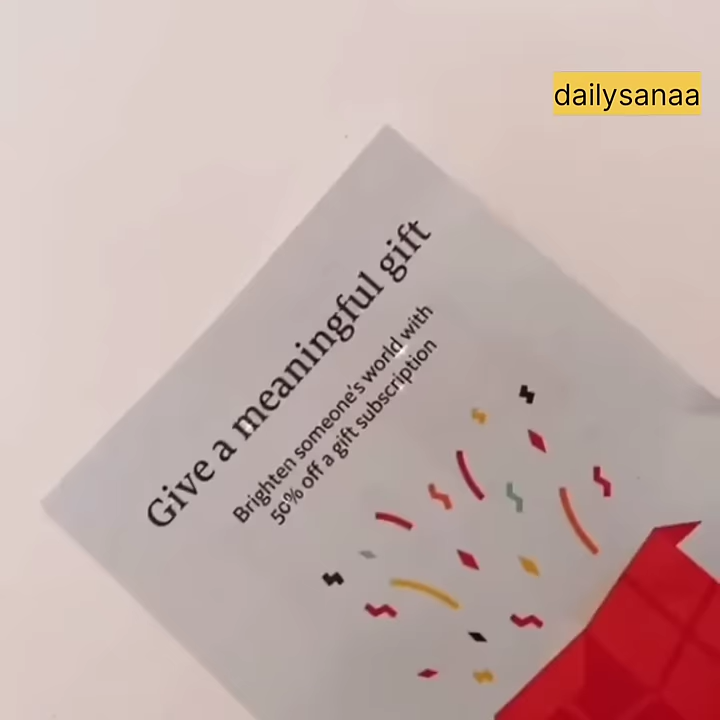 dailysanaa
Give a meaningful gift
Brighten someone's world with
50% off a gift subscription